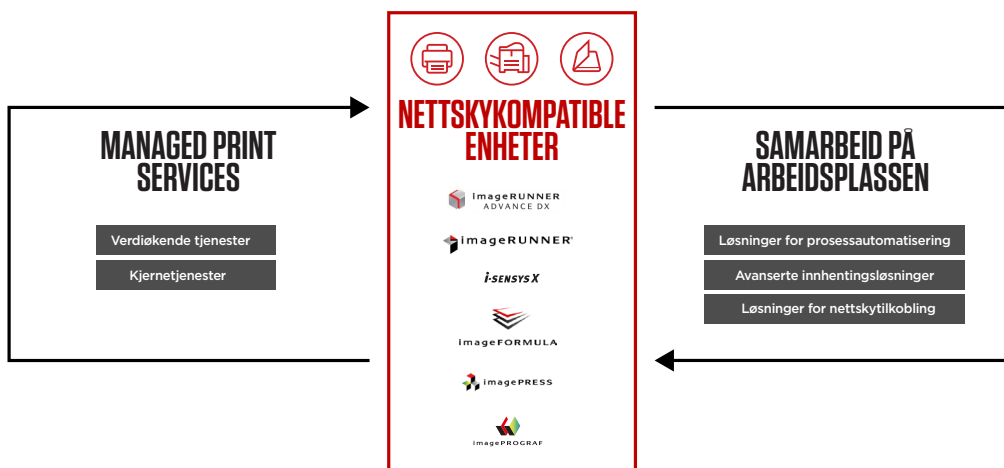 MANAGED PRINT
SERVICES
Verdiøkende tjenester
Kjernetjenester
NETTSKYKOMPATIBLE
ENHETER
imageRUNNER
ADVANCE DX
imageRUNNER®
i-SENSYS X
imageFORMULA
imagePRESS
imagePROGRAF
SAMARBEID PÅ
ARBEIDSPLASSEN
Løsninger for prosessautomatisering
Avanserte innhentingsløsninger
Løsninger for nettskytilkobling